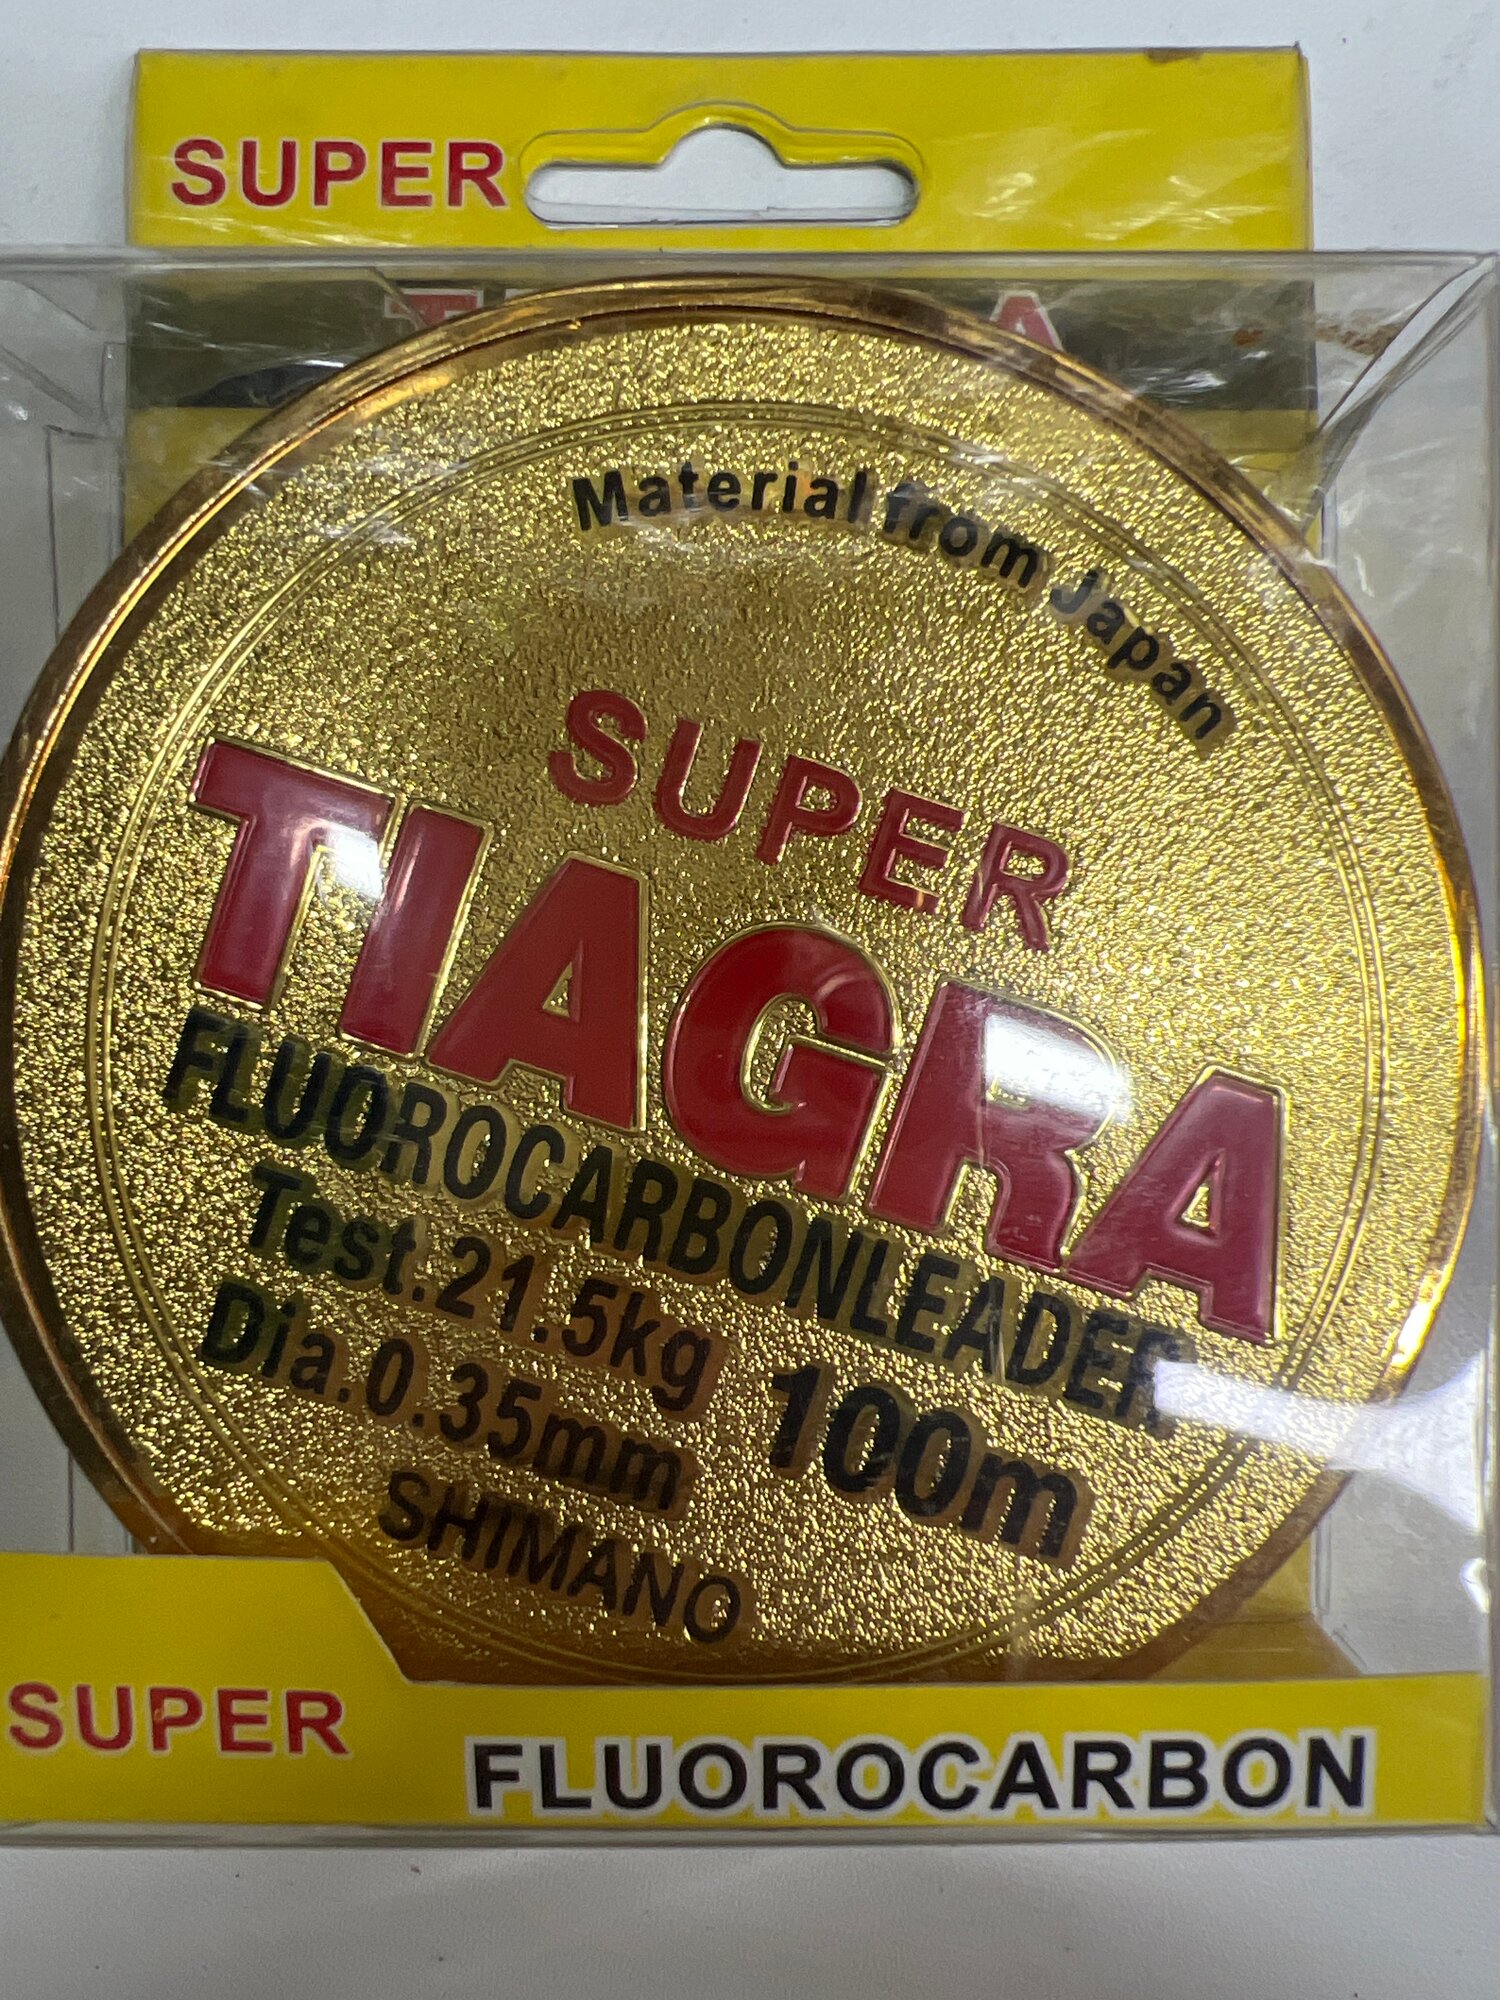 SUPER
Material from Japan
SUPER
TIAGRA
FLUOROCARBONLEADER
Test.21.5kg
Dia.0.35mm
100m
SHIMANO
SUPER
FLUOROCARBON